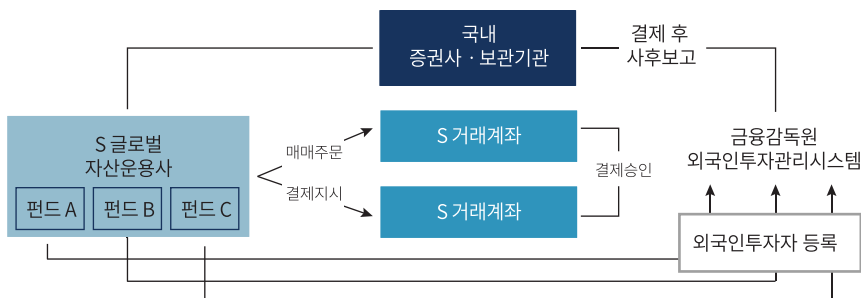 국내
증권사 · 보관기관
결제 후
사후보고
S 글로벌
자산운용사
펀드 A
펀드 B
펀드 C
매매주문
결제지시
S 거래계좌
S 거래계좌
결제승인
금융감독원
외국인투자관리시스템
외국인투자자 등록